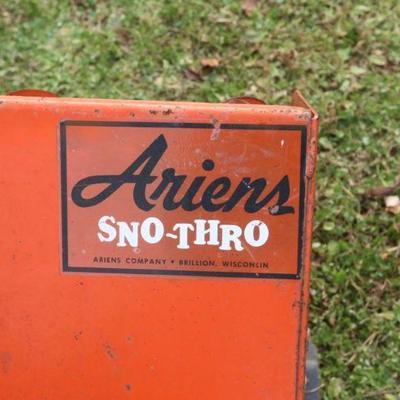 Ariens
SNO-THRO
ARIENS COMPANY • BRILLION, WISCONSIN